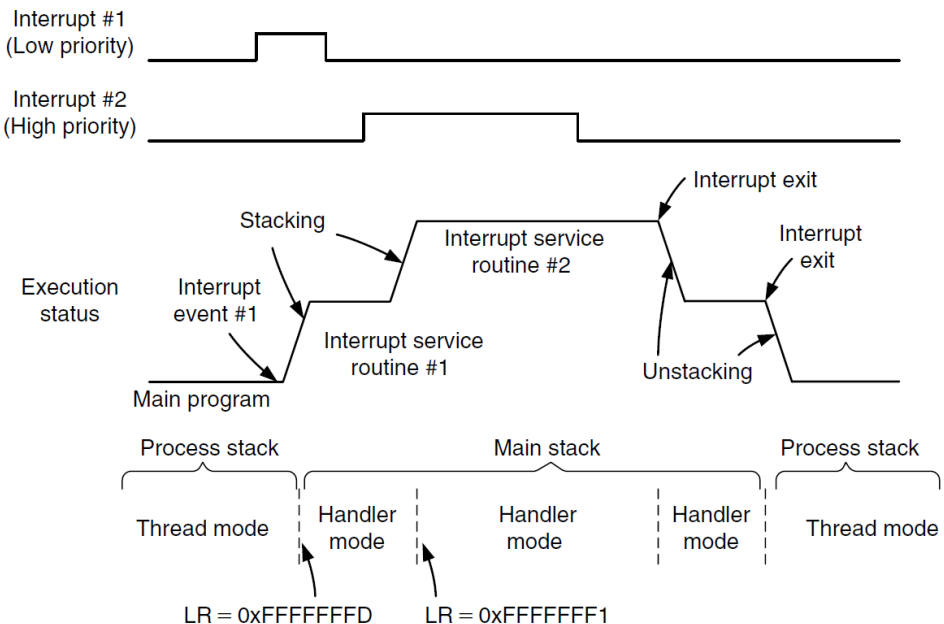 Interrupt #1
(Low priority)
Interrupt #2
(High priority)
Interrupt exit
Stacking
Interrupt service
routine #2
Interrupt
exit
Execution
status
Interrupt
event #1
Interrupt service
routine #1
Unstacking
Main program
Process stack
Main stack
Process stack
Thread mode
Handler
mode
Handler
mode
Handler
mode
Thread mode
LR = 0xFFFFFFFD
LR = 0xFFFFFFF1